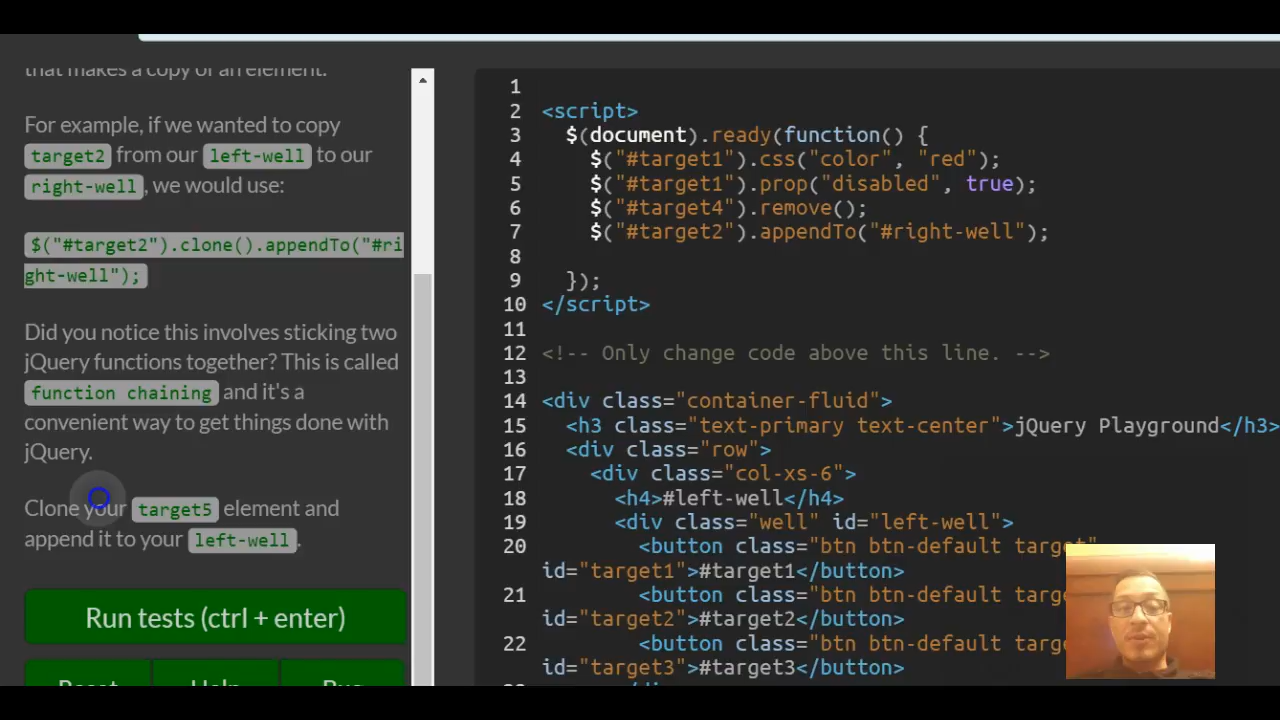 that makes a copy of an element.
For example, if we wanted to copy
target2 from our left-well to our
right-well, we would use:
$("#target2").clone().appendTo("#ri
ght-well");
Did you notice this involves sticking two
jQuery functions together? This is called
function chaining and it's a
convenient way to get things done with
jQuery.
Clone your target5 element and
append it to your left-well.
Run tests (ctrl + enter)
Reset Help Bug
1
2 <script>
3 $(document).ready(function() {
4 $("#target1").css("color", "red");
5 $("#target1").prop("disabled", true);
6 $("#target4").remove();
7 $("#target2").appendTo("#right-well");
8
9 });
10 </script>
11
12 <!-- Only change code above this line. -->
13
14 <div class="container-fluid">
15 <h3 class="text-primary text-center">jQuery Playground</h3>
16 <div class="row">
17 <div class="col-xs-6">
18 <h4>#left-well</h4>
19 <div class="well" id="left-well">
20 <button class="btn btn-default target"
id="target1">#target1</button>
21 <button class="btn btn-default
id="target2">#target2</button>
22 <button class="btn btn-default
id="target3">#target3</button>